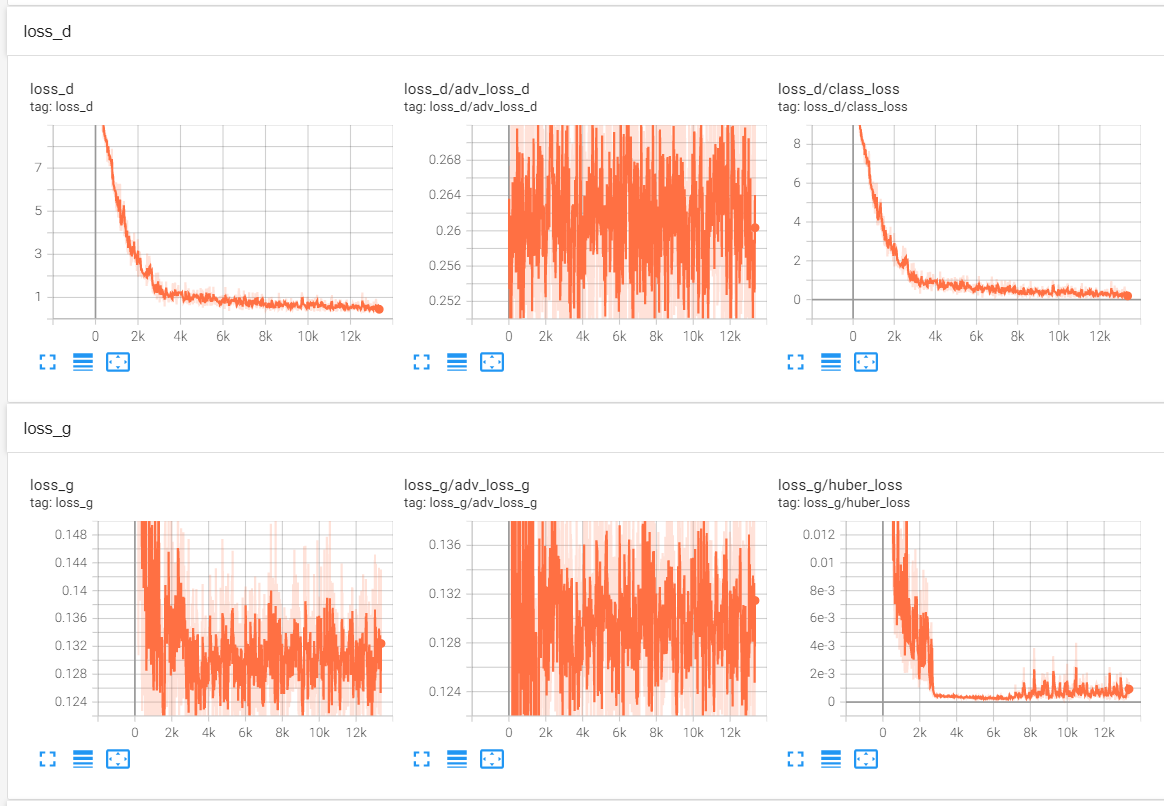 loss_d
loss_d
tag: loss_d
7
5
3
1
0 2k 4k 6k 8k 10k 12k
loss_d/adv_loss_d
tag: loss_d/adv_loss_d
0.268
0.264
0.26
0.256
0.252
0 2k 4k 6k 8k 10k 12k
loss_d/class_loss
tag: loss_d/class_loss
8
6
4
2
0
0 2k 4k 6k 8k 10k 12k
loss_g
loss_g
tag: loss_g
0.148
0.144
0.14
0.136
0.132
0.128
0.124
0 2k 4k 6k 8k 10k 12k
loss_g/adv_loss_g
tag: loss_g/adv_loss_g
0.136
0.132
0.128
0.124
0 2k 4k 6k 8k 10k 12k
loss_g/huber_loss
tag: loss_g/huber_loss
0.012
0.01
8e-3
6e-3
4e-3
2e-3
0
0 2k 4k 6k 8k 10k 12k